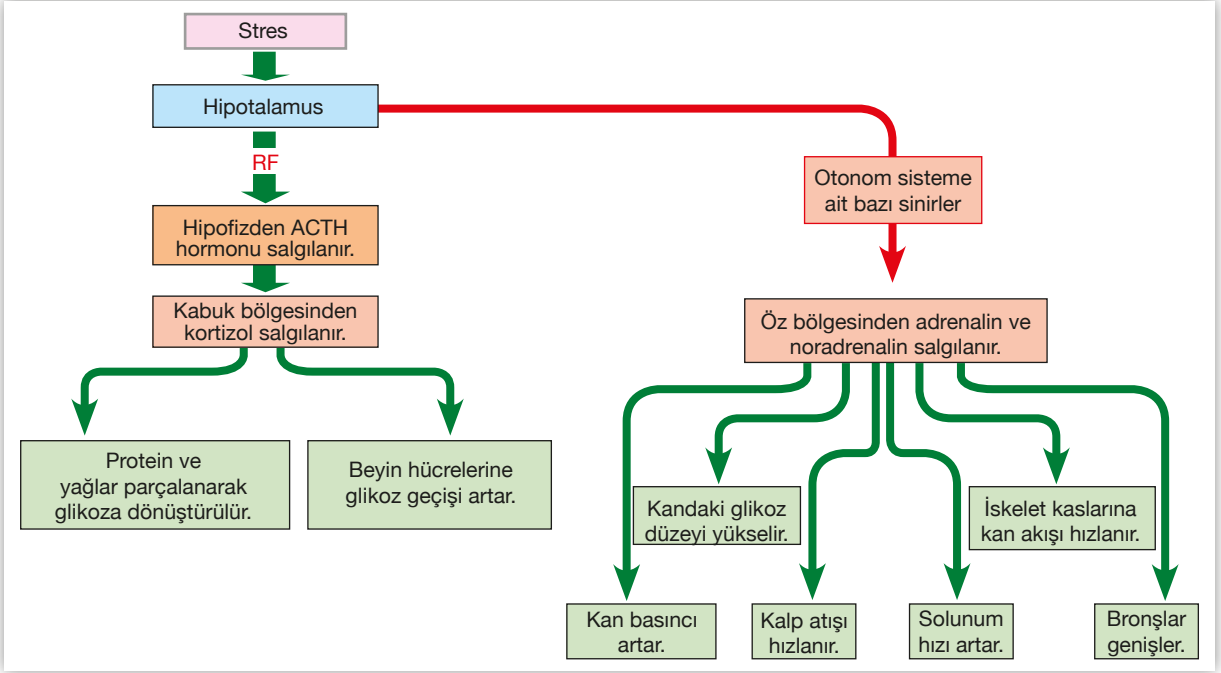 Stres
Hipotalamus
RF
Hipofizden ACTH
hormonu salgılanır.
Kabuk bölgesinden
kortizol salgılanır.
Protein ve
yağlar parçalanarak
glikoza dönüştürülür.
Beyin hücrelerine
glikoz geçişi artar.
Otonom sisteme
ait bazı sinirler
Öz bölgesinden adrenalin ve
noradrenalin salgılanır.
Kandaki glikoz
düzeyi yükselir.
İskelet kaslarına
kan akışı hızlanır.
Kan basıncı
artar.
Kalp atışı
hızlanır.
Solunum
hızı artar.
Bronşlar
genişler.